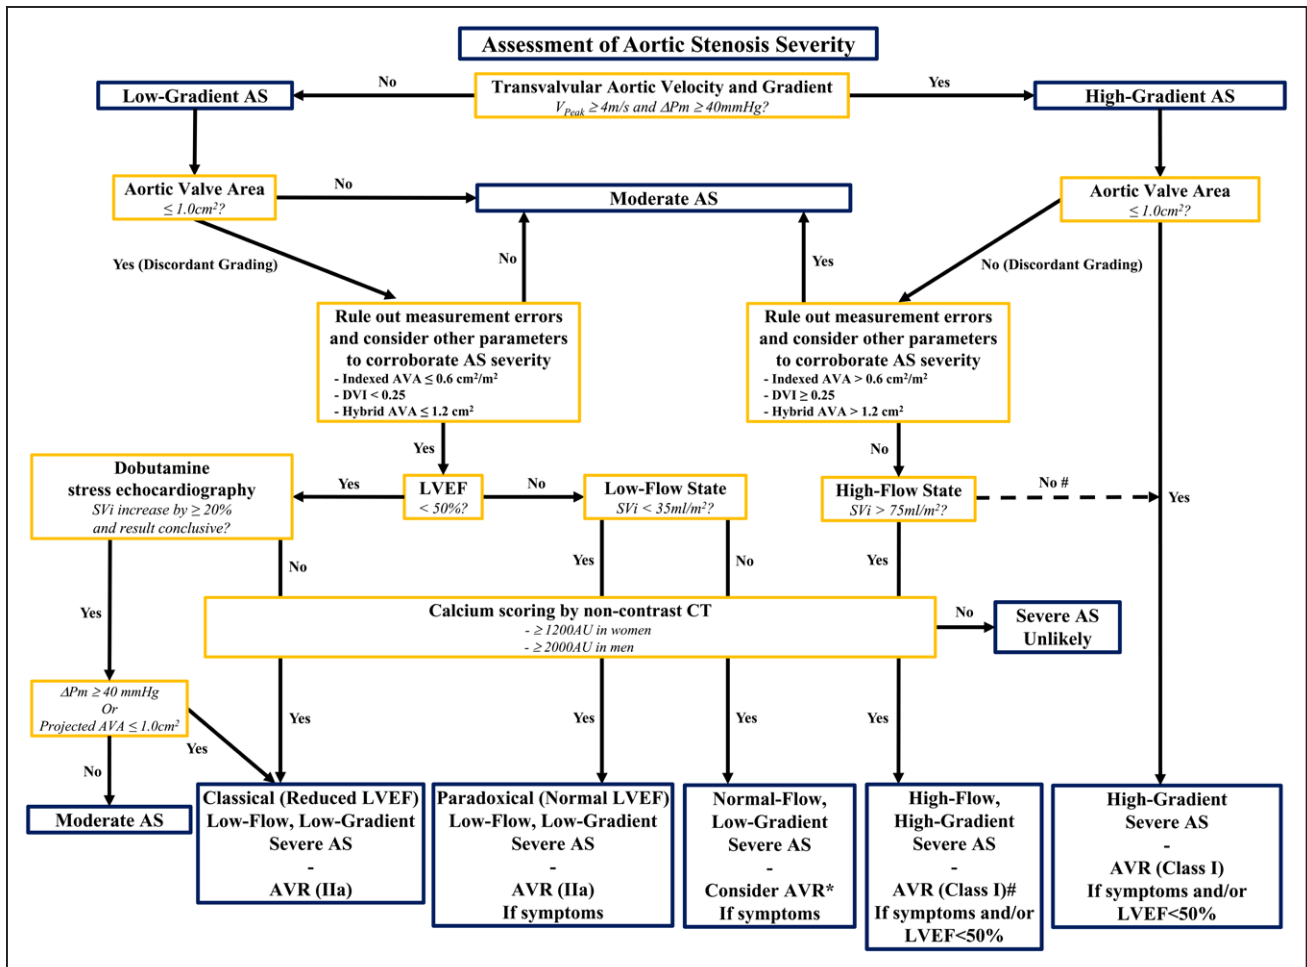 Assessment of Aortic Stenosis Severity
No
Transvalvular Aortic Velocity and Gradient
V_Peak ≥ 4m/s and ΔPm ≥ 40mmHg?
Yes
Low-Gradient AS
High-Gradient AS
Aortic Valve Area
≤ 1.0cm²?
No
Moderate AS
Aortic Valve Area
≤ 1.0cm²?
Yes (Discordant Grading)
No
Yes
No (Discordant Grading)
Rule out measurement errors
and consider other parameters
to corroborate AS severity
- Indexed AVA ≤ 0.6 cm²/m²
- DVI < 0.25
- Hybrid AVA ≤ 1.2 cm²
Rule out measurement errors
and consider other parameters
to corroborate AS severity
- Indexed AVA > 0.6 cm²/m²
- DVI ≥ 0.25
- Hybrid AVA > 1.2 cm²
Yes
No
Dobutamine
stress echocardiography
SVi increase by ≥ 20%
and result conclusive?
Yes
LVEF
< 50%?
No
Low-Flow State
SVi < 35ml/m²?
High-Flow State
SVi > 75ml/m²?
No #
Yes
Yes
No
Yes
No
Yes
Calcium scoring by non-contrast CT
- ≥1200AU in women
- ≥2000AU in men
No
Severe AS
Unlikely
ΔPm ≥ 40 mmHg
Or
Projected AVA ≤ 1.0cm²
Yes
No
Yes
Yes
Yes
Yes
Moderate AS
Classical (Reduced LVEF)
Low-Flow, Low-Gradient
Severe AS
-
AVR (IIa)
Paradoxical (Normal LVEF)
Low-Flow, Low-Gradient
Severe AS
-
AVR (IIa)
If symptoms
Normal-Flow,
Low-Gradient
Severe AS
-
Consider AVR*
If symptoms
High-Flow,
High-Gradient
Severe AS
-
AVR (Class I)#
If symptoms and/or
LVEF<50%
High-Gradient
Severe AS
-
AVR (Class I)
If symptoms and/or
LVEF<50%